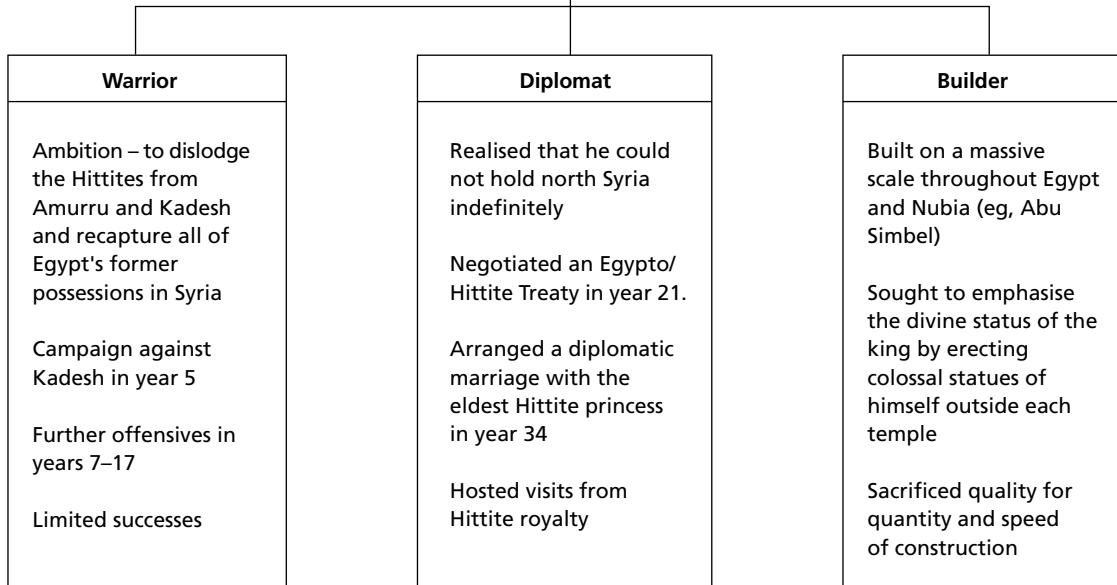 Warrior
Ambition – to dislodge
the Hittites from
Amurru and Kadesh
and recapture all of
Egypt's former
possessions in Syria
Campaign against
Kadesh in year 5
Further offensives in
years 7–17
Limited successes
Diplomat
Realised that he could
not hold north Syria
indefinitely
Negotiated an Egypto/
Hittite Treaty in year 21.
Arranged a diplomatic
marriage with the
eldest Hittite princess
in year 34
Hosted visits from
Hittite royalty
Builder
Built on a massive
scale throughout Egypt
and Nubia (eg, Abu
Simbel)
Sought to emphasise
the divine status of the
king by erecting
colossal statues of
himself outside each
temple
Sacrificed quality for
quantity and speed
of construction